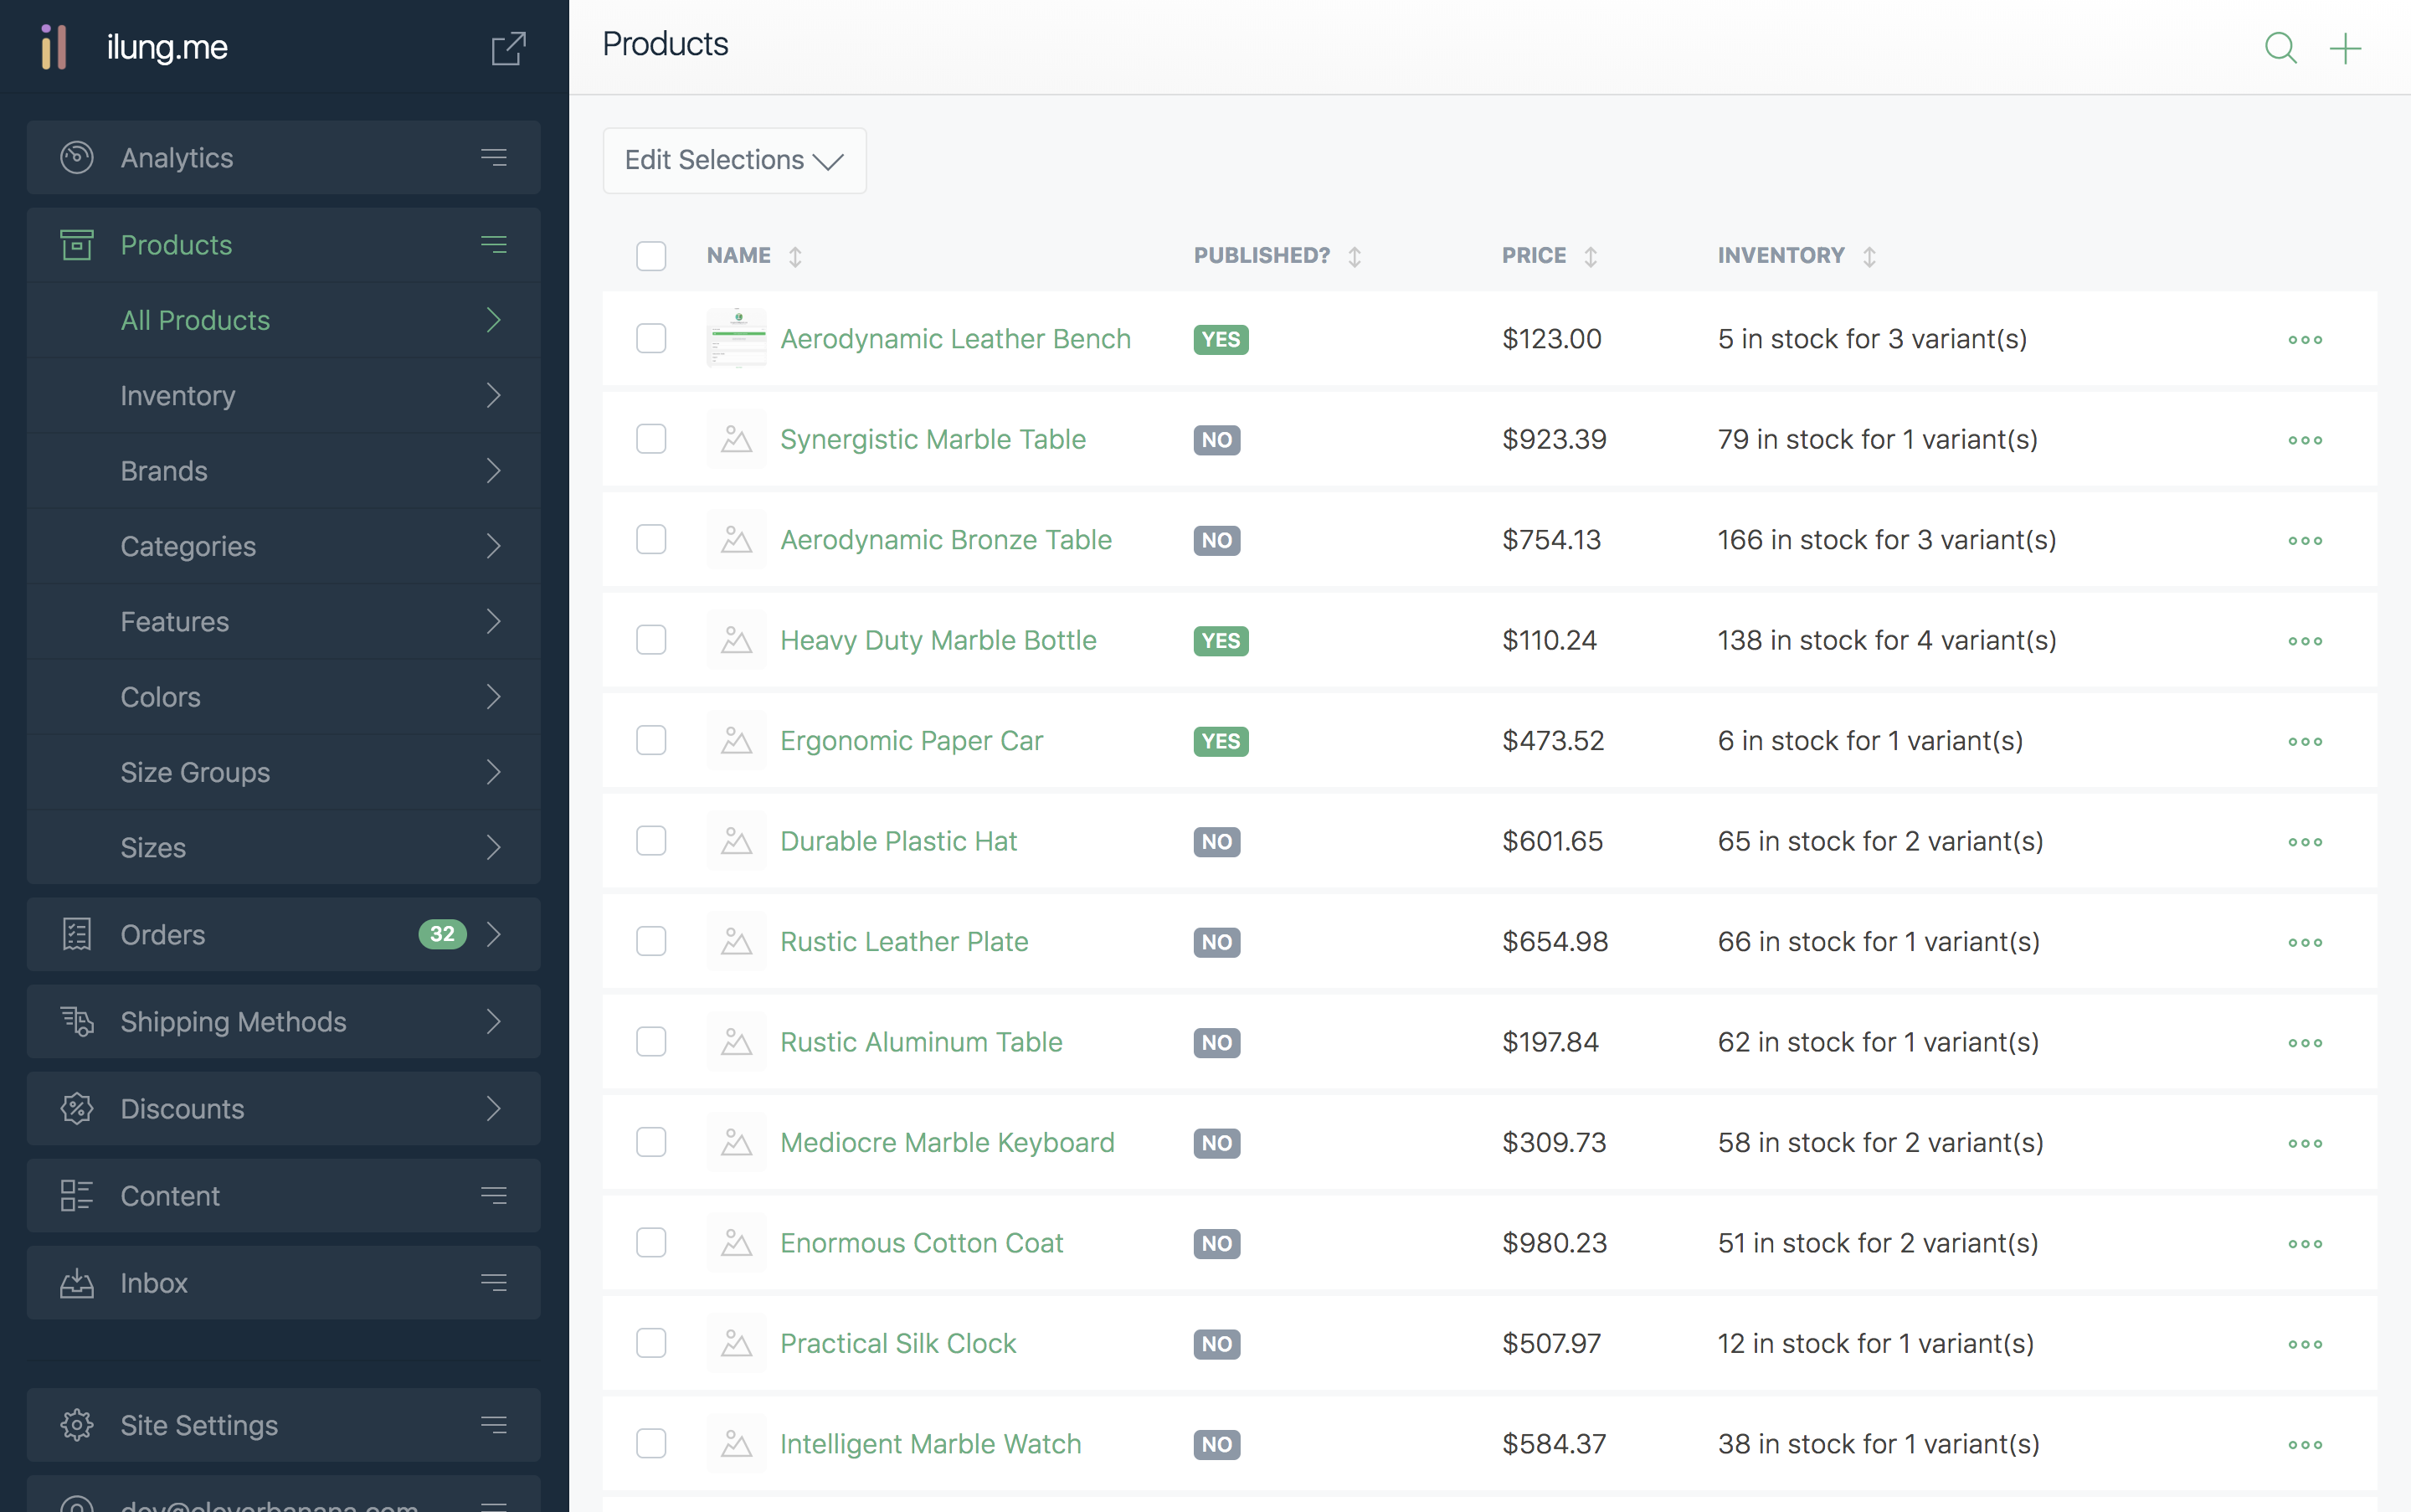 ilung.me
Analytics
Products
All Products
Inventory
Brands
Categories
Features
Colors
Size Groups
Sizes
Orders 32
Shipping Methods
Discounts
Content
Inbox
Site Settings
dev@cleverbanana.com
Products
Edit Selections
NAME PUBLISHED? PRICE INVENTORY
Aerodynamic Leather Bench YES $123.00 5 in stock for 3 variant(s)
Synergistic Marble Table NO $923.39 79 in stock for 1 variant(s)
Aerodynamic Bronze Table NO $754.13 166 in stock for 3 variant(s)
Heavy Duty Marble Bottle YES $110.24 138 in stock for 4 variant(s)
Ergonomic Paper Car YES $473.52 6 in stock for 1 variant(s)
Durable Plastic Hat NO $601.65 65 in stock for 2 variant(s)
Rustic Leather Plate NO $654.98 66 in stock for 1 variant(s)
Rustic Aluminum Table NO $197.84 62 in stock for 1 variant(s)
Mediocre Marble Keyboard NO $309.73 58 in stock for 2 variant(s)
Enormous Cotton Coat NO $980.23 51 in stock for 2 variant(s)
Practical Silk Clock NO $507.97 12 in stock for 1 variant(s)
Intelligent Marble Watch NO $584.37 38 in stock for 1 variant(s)